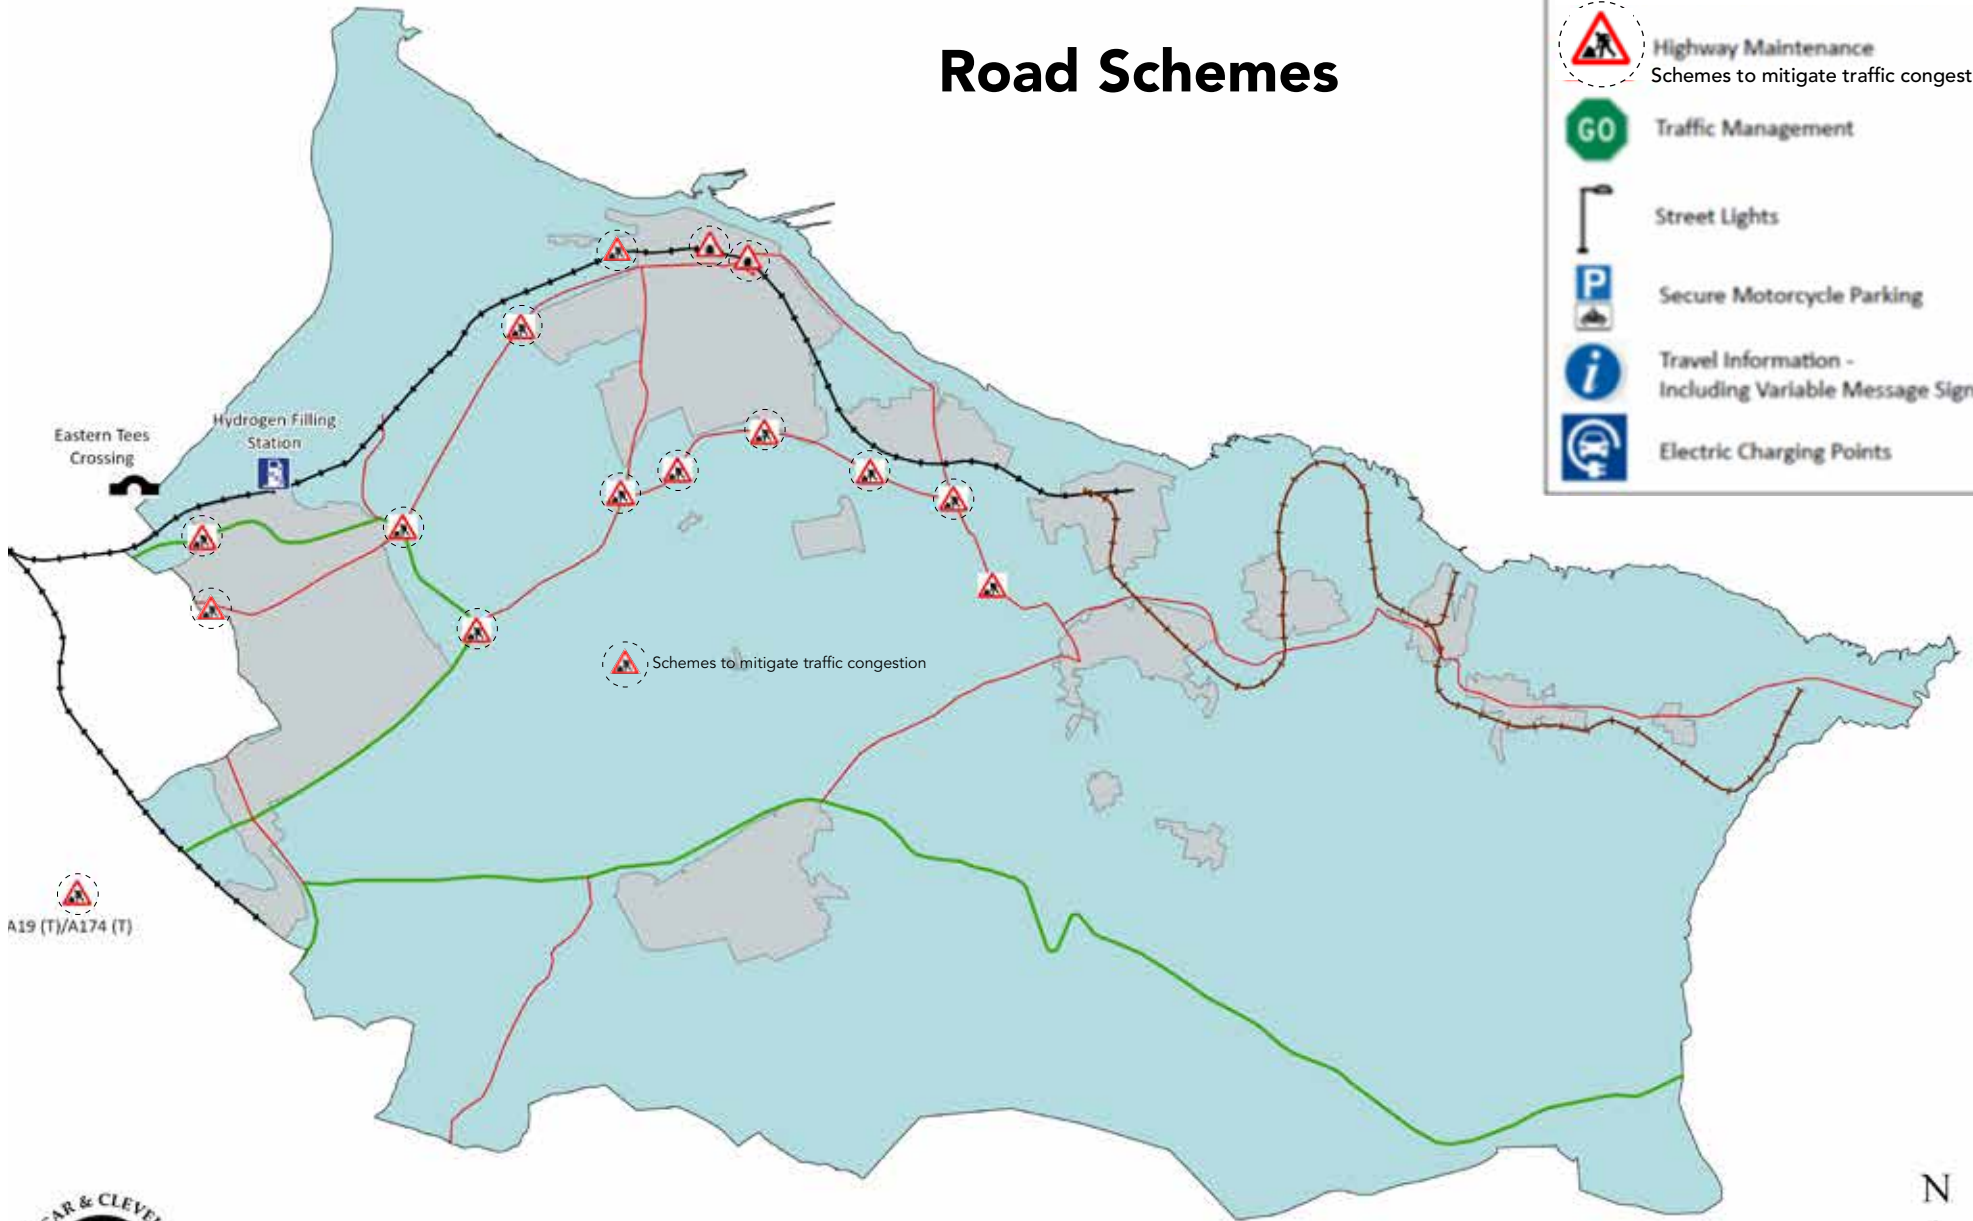 Road Schemes
Highway Maintenance
Schemes to mitigate traffic congest
GO
Traffic Management
Street Lights
P
Secure Motorcycle Parking
i
Travel Information -
Including Variable Message Sign
Electric Charging Points
Hydrogen Filling
Station
Eastern Tees
Crossing
Schemes to mitigate traffic congestion
A19 (T)/A174 (T)
N
AR & CLEVE